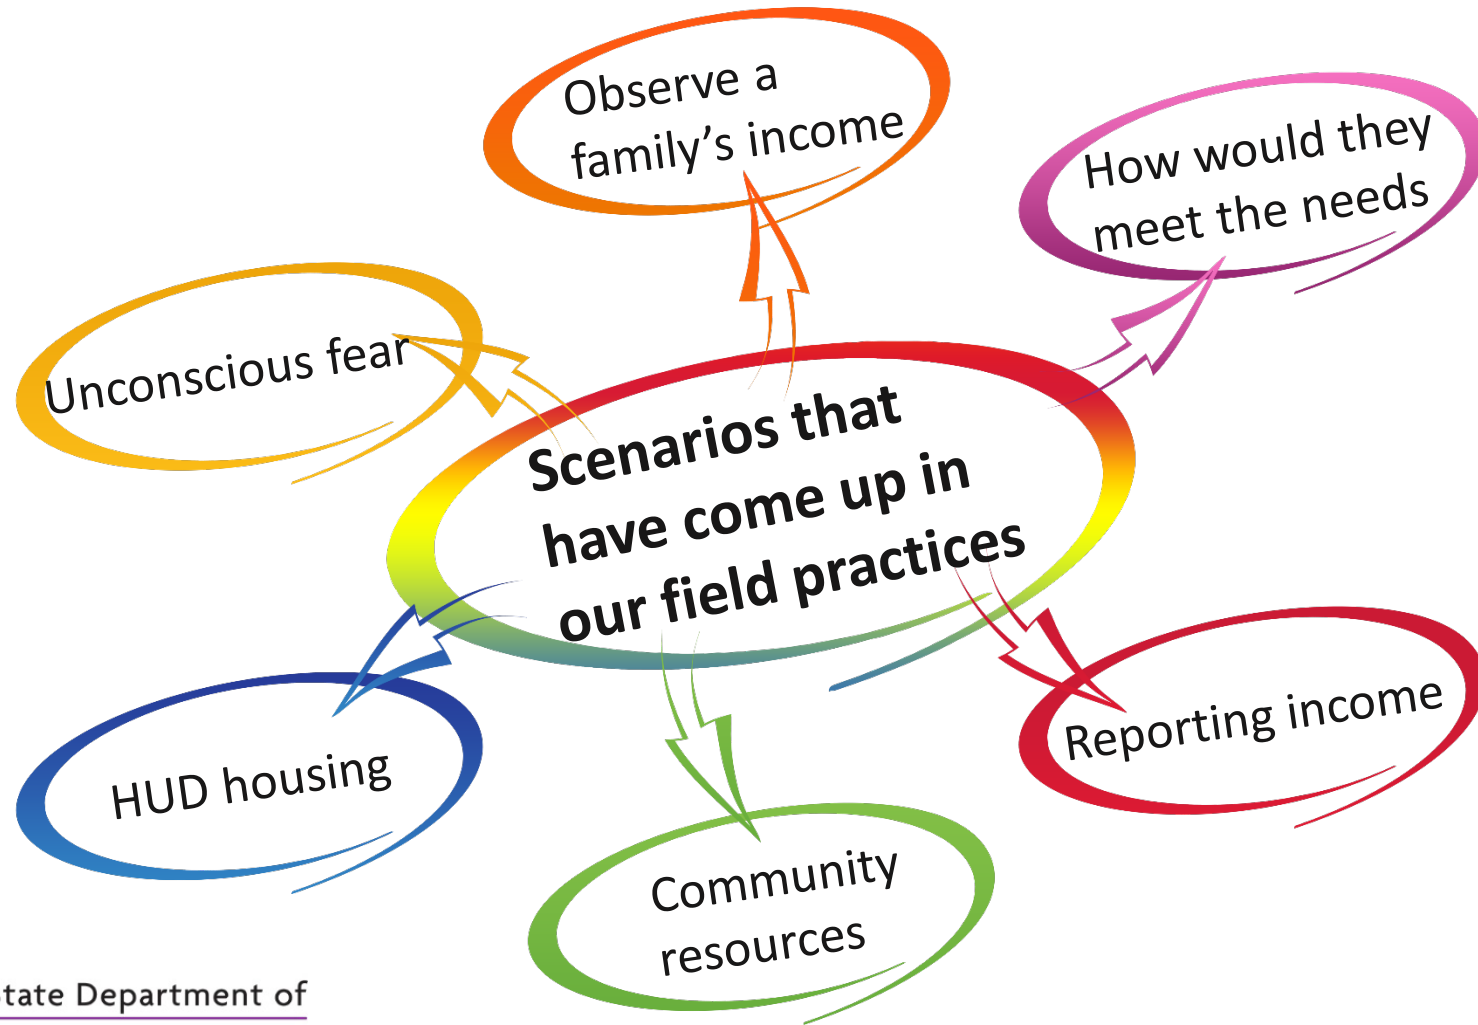 Observe a
family’s income
How would they
meet the needs
Unconscious fear
Scenarios that
have come up in
our field practices
HUD housing
Reporting income
Community
resources
Department of